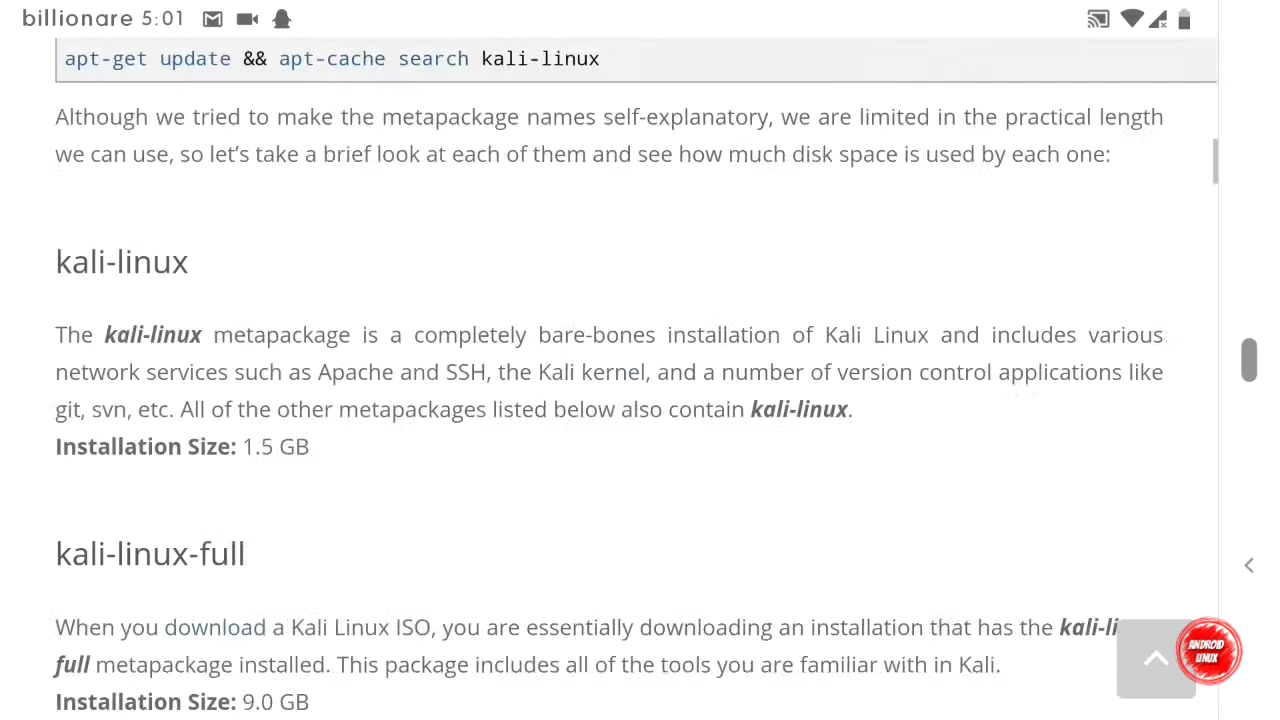 billionare 5:01
apt-get update && apt-cache search kali-linux
Although we tried to make the metapackage names self-explanatory, we are limited in the practical length
we can use, so let's take a brief look at each of them and see how much disk space is used by each one:
kali-linux
The kali-linux metapackage is a completely bare-bones installation of Kali Linux and includes various
network services such as Apache and SSH, the Kali kernel, and a number of version control applications like
git, svn, etc. All of the other metapackages listed below also contain kali-linux.
Installation Size: 1.5 GB
kali-linux-full
When you download a Kali Linux ISO, you are essentially downloading an installation that has the kali-li
full metapackage installed. This package includes all of the tools you are familiar with in Kali.
Installation Size: 9.0 GB
ANDROID
LINUX